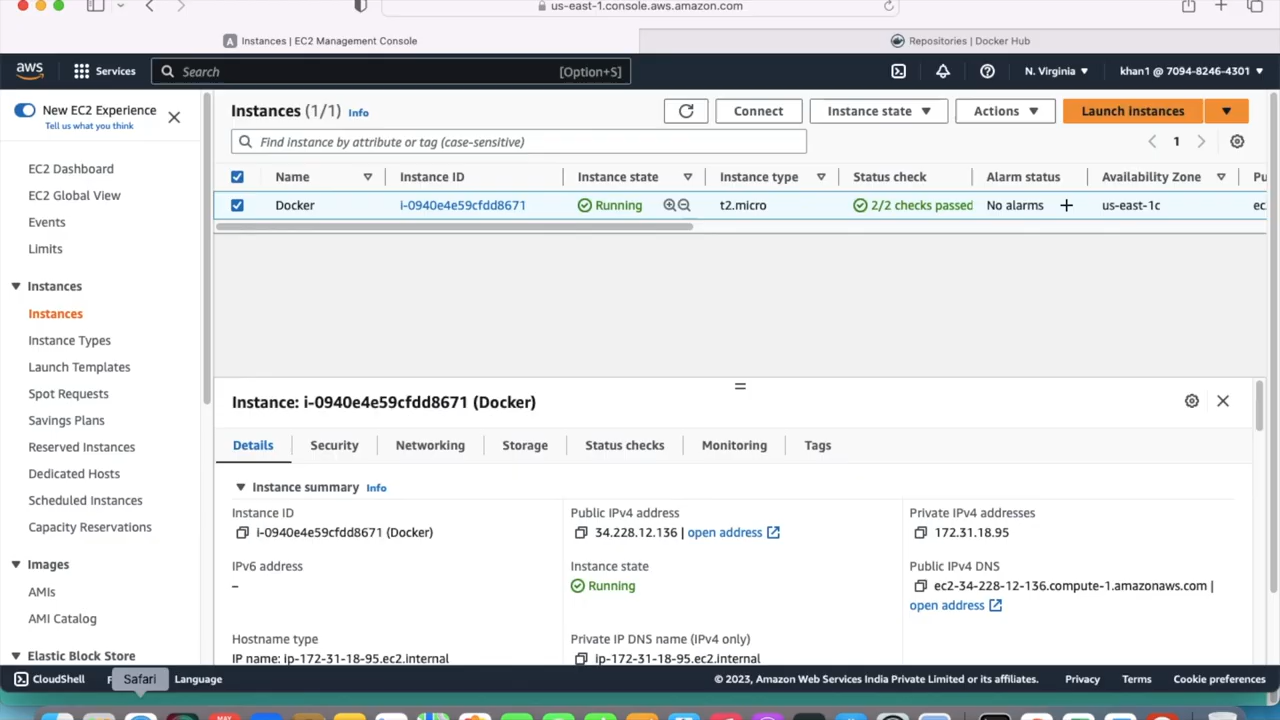 us-east-1.console.aws.amazon.com
Instances | EC2 Management Console
Repositories | Docker Hub
aws
Services
Search
[Option+S]
N. Virginia
khan1 @ 7094-8246-4301
New EC2 Experience
Tell us what you think
EC2 Dashboard
EC2 Global View
Events
Limits
Instances
Instances
Instance Types
Launch Templates
Spot Requests
Savings Plans
Reserved Instances
Dedicated Hosts
Scheduled Instances
Capacity Reservations
Images
AMIs
AMI Catalog
Elastic Block Store
Instances (1/1) Info
Connect
Instance state
Actions
Launch instances
Find instance by attribute or tag (case-sensitive)
1
Name Instance ID Instance state Instance type Status check Alarm status Availability Zone
Docker i-0940e4e59cfdd8671 Running t2.micro 2/2 checks passed No alarms + us-east-1c ec
Instance: i-0940e4e59cfdd8671 (Docker)
Details Security Networking Storage Status checks Monitoring Tags
Instance summary Info
Instance ID
i-0940e4e59cfdd8671 (Docker)
Public IPv4 address
34.228.12.136 | open address
Private IPv4 addresses
172.31.18.95
IPv6 address
–
Instance state
Running
Public IPv4 DNS
ec2-34-228-12-136.compute-1.amazonaws.com |
open address
Hostname type
IP name: ip-172-31-18-95.ec2.internal
Private IP DNS name (IPv4 only)
ip-172-31-18-95.ec2.internal
CloudShell
Safari
Language
© 2023, Amazon Web Services India Private Limited or its affiliates.
Privacy
Terms
Cookie preferences
MAY